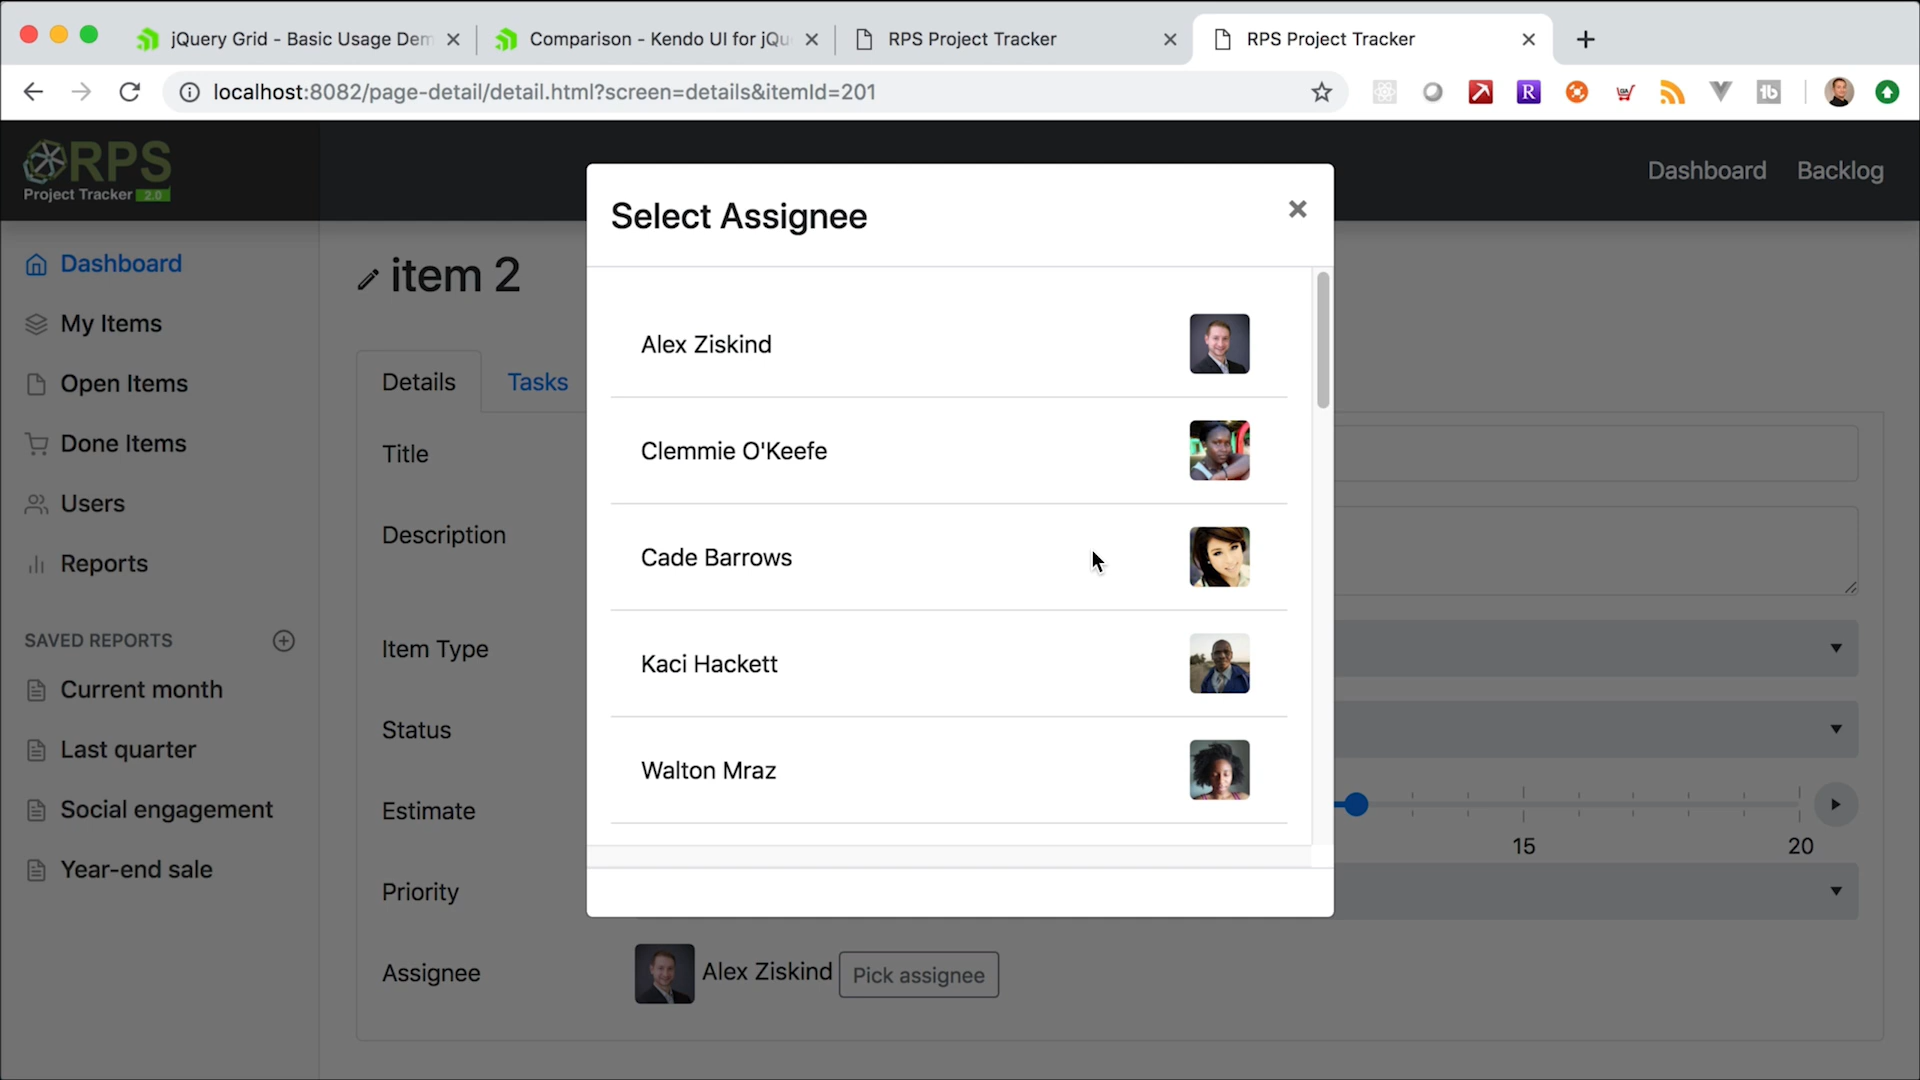 jQuery Grid - Basic Usage Dem
Comparison - Kendo UI for jQu
RPS Project Tracker
RPS Project Tracker
localhost:8082/page-detail/detail.html?screen=details&itemId=201
RPS
Project Tracker 2.0
Dashboard
Backlog
Dashboard
My Items
Open Items
Done Items
Users
Reports
SAVED REPORTS
Current month
Last quarter
Social engagement
Year-end sale
item 2
Details
Tasks
Title
Description
Item Type
Status
Estimate
15
20
Priority
Assignee
Alex Ziskind
Pick assignee
Select Assignee
Alex Ziskind
Clemmie O'Keefe
Cade Barrows
Kaci Hackett
Walton Mraz